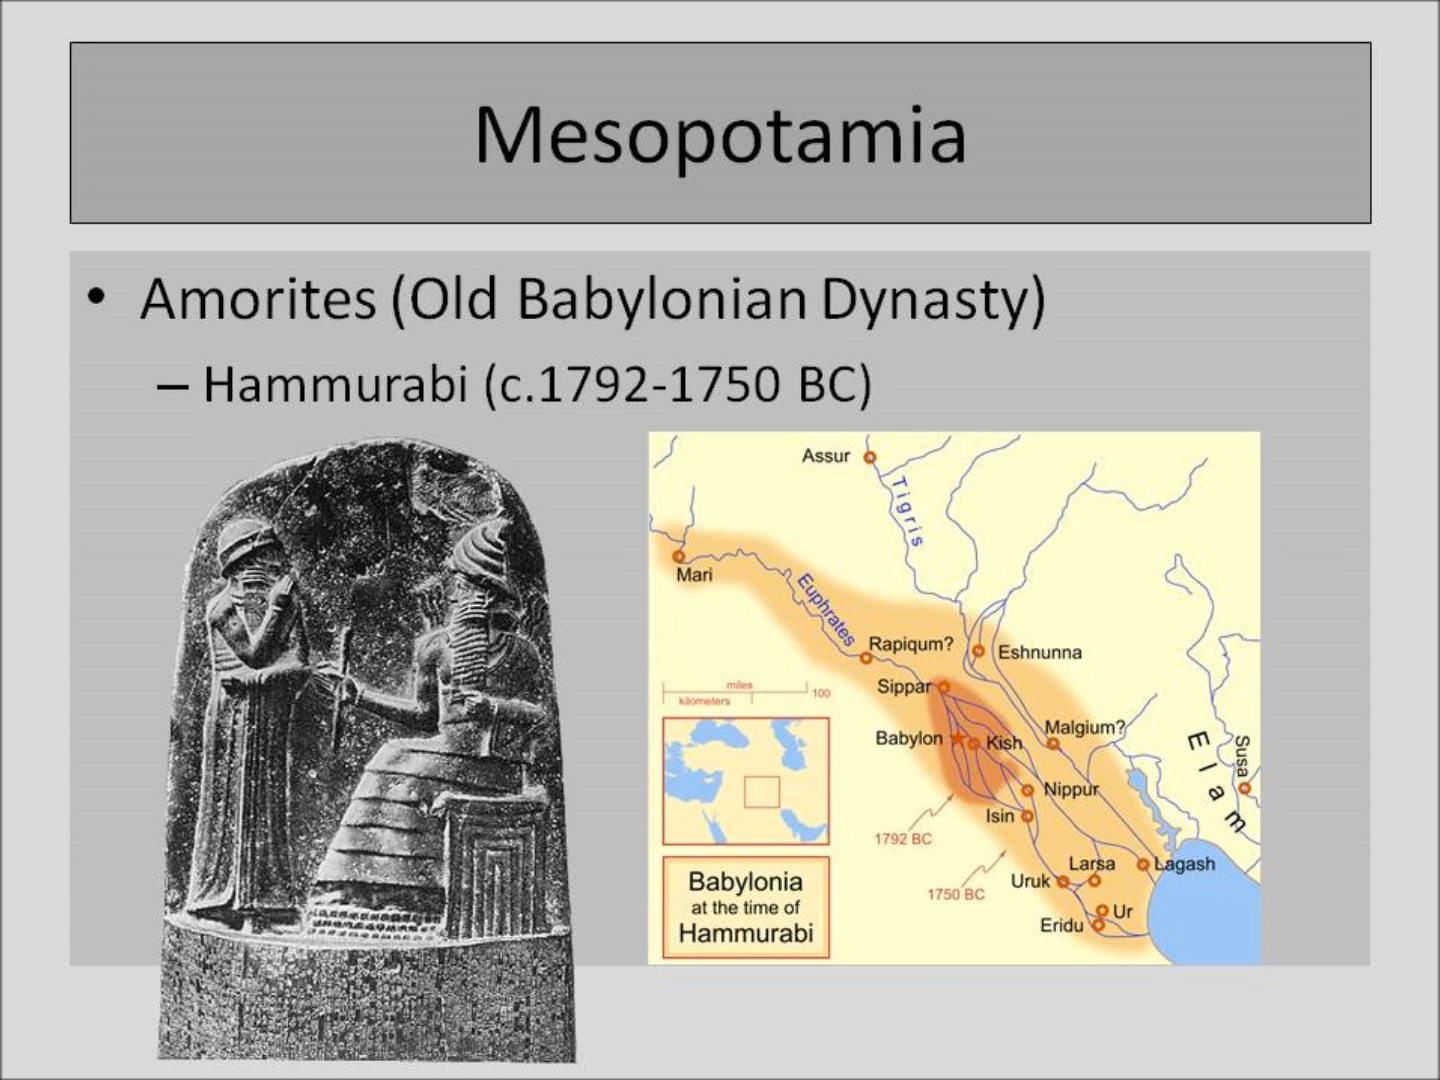 Mesopotamia
• Amorites (Old Babylonian Dynasty)
– Hammurabi (c.1792-1750 BC)
Assur
Tigris
Mari
Euphrates
Rapiqum?
Eshnunna
Sippar
miles
100
kilometers
Babylon
Kish
Malgium?
Elam
Susa
Nippur
Isin
1792 BC
Larsa
Lagash
Uruk
1750 BC
Ur
Eridu
Babylonia
at the time of
Hammurabi